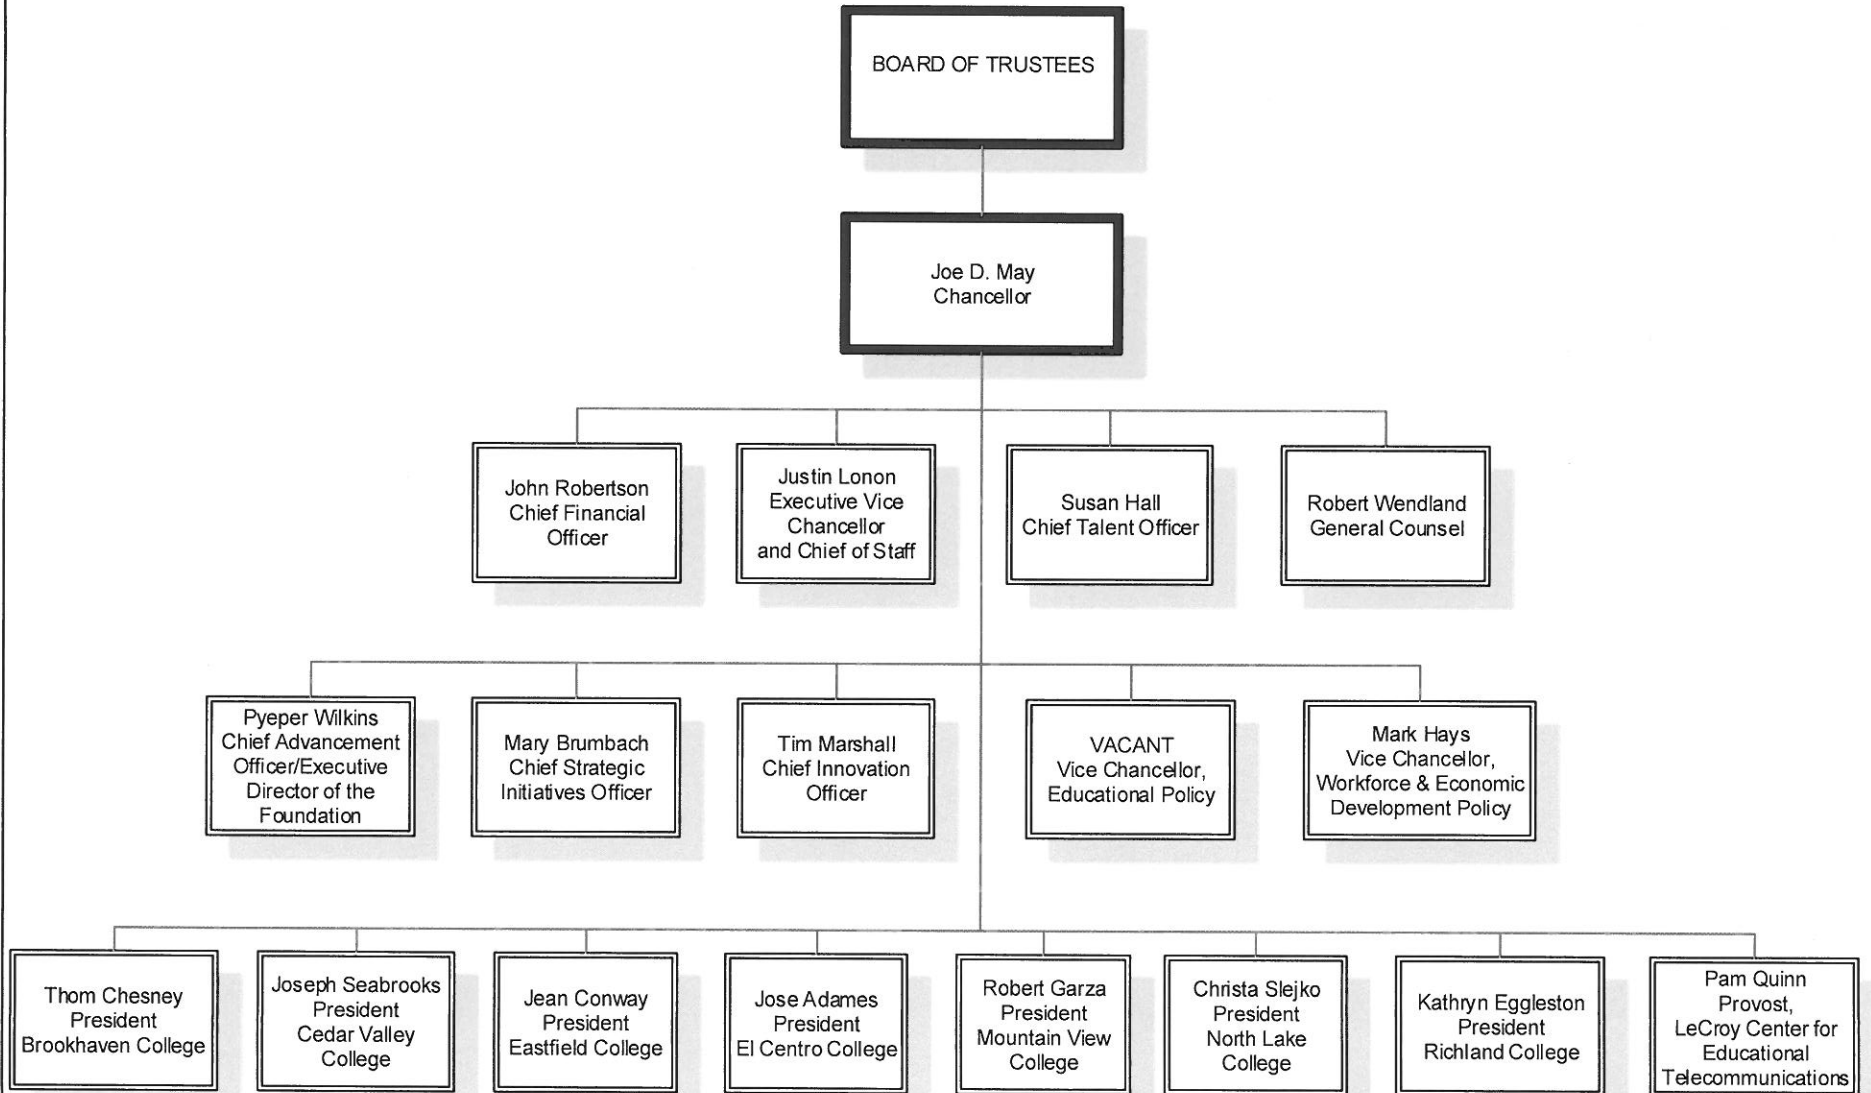 BOARD OF TRUSTEES
Joe D. May
Chancellor
John Robertson
Chief Financial
Officer
Justin Lonon
Executive Vice
Chancellor
and Chief of Staff
Susan Hall
Chief Talent Officer
Robert Wendland
General Counsel
Pyeper Wilkins
Chief Advancement
Officer/Executive
Director of the
Foundation
Mary Brumbach
Chief Strategic
Initiatives Officer
Tim Marshall
Chief Innovation
Officer
VACANT
Vice Chancellor,
Educational Policy
Mark Hays
Vice Chancellor,
Workforce & Economic
Development Policy
Thom Chesney
President
Brookhaven College
Joseph Seabrooks
President
Cedar Valley
College
Jean Conway
President
Eastfield College
Jose Adames
President
El Centro College
Robert Garza
President
Mountain View
College
Christa Slejko
President
North Lake
College
Kathryn Eggleston
President
Richland College
Pam Quinn
Provost,
LeCroy Center for
Educational
Telecommunications